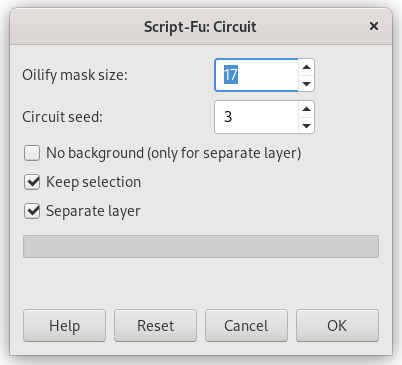 Script-Fu: Circuit
Oilify mask size: 17
Circuit seed: 3
No background (only for separate layer)
Keep selection
Separate layer
Help Reset Cancel OK